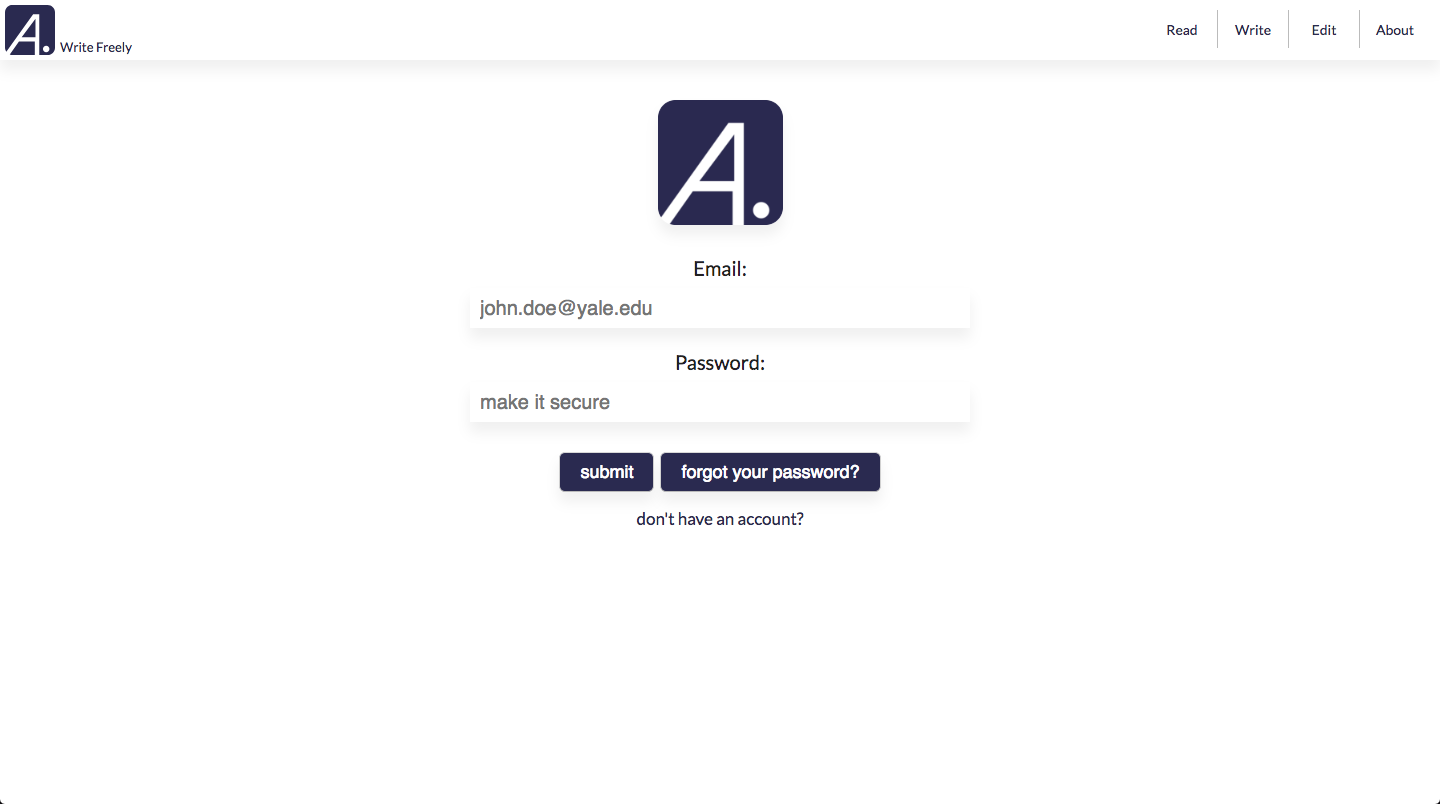 A. Write Freely Read Write Edit About
A.
Email:
john.doe@yale.edu
Password:
make it secure
submit forgot your password?
don't have an account?